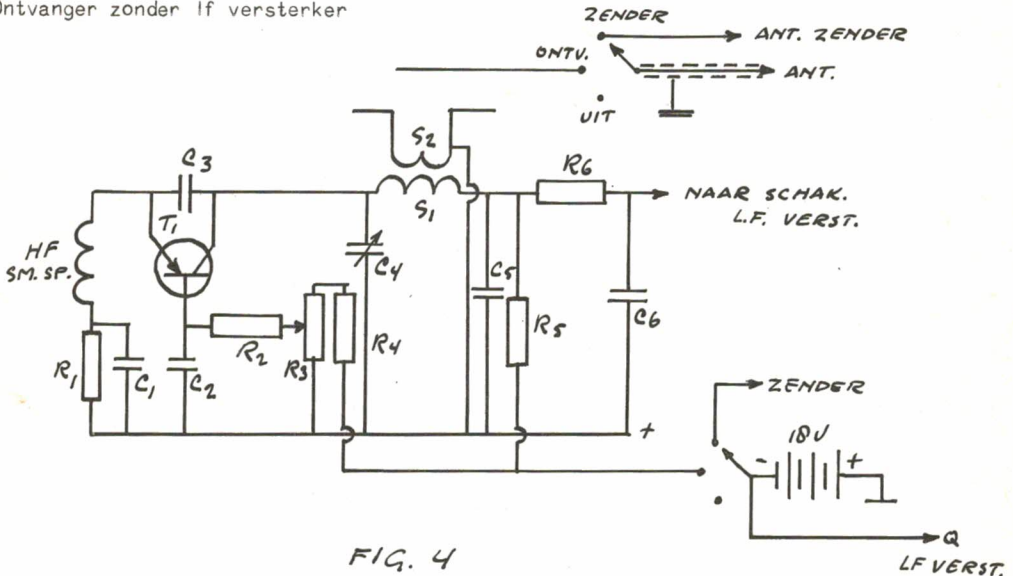 Ontvanger zonder lf versterker
ZENDER
ANT. ZENDER
ONTV.
ANT.
UIT
S2
C3
R6
S1
NAAR SCHAK.
L.F. VERST.
T1
HF
SM. SP.
C4
C5
R5
C6
R2
R3
R4
R1
C1
C2
+
ZENDER
18V
-
+
Q
LF VERST.
FIG. 4